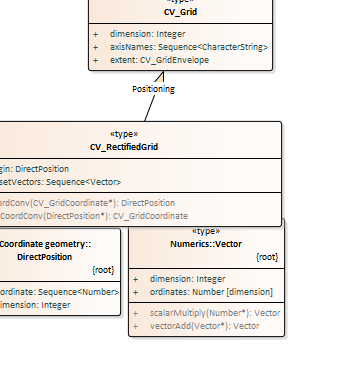 «type»
CV_Grid
+ dimension: Integer
+ axisNames: Sequence<CharacterString>
+ extent: CV_GridEnvelope
Positioning
«type»
CV_RectifiedGrid
gin: DirectPosition
setVectors: Sequence<Vector>
ordConv(CV_GridCoordinate*): DirectPosition
CoordConv(DirectPosition*): CV_GridCoordinate
Coordinate geometry::
DirectPosition
{root}
ordinate: Sequence<Number>
imension: Integer
«type»
Numerics::Vector
{root}
+ dimension: Integer
+ ordinates: Number [dimension]
+ scalarMultiply(Number*): Vector
+ vectorAdd(Vector*): Vector